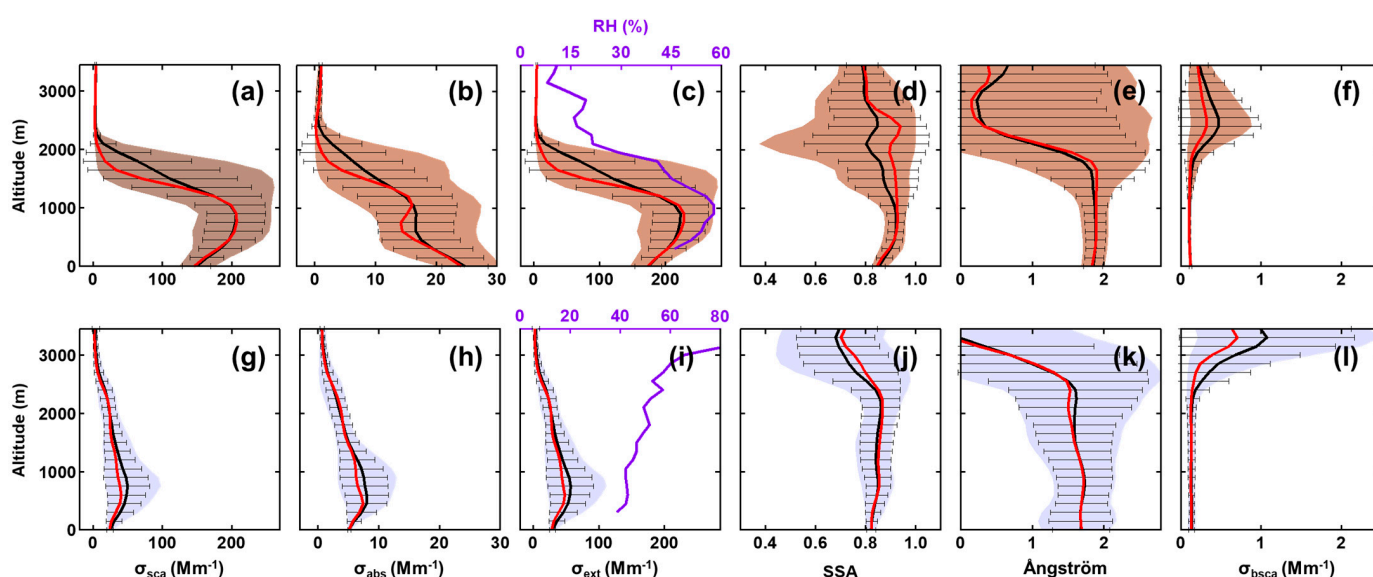 RH (%)
0 15 30 45 60
(a) (b) (c) (d) (e) (f)
Altitude (m)
3000
2000
1000
0
0 100 200 0 10 20 30 0 100 200 0.4 0.6 0.8 1.0 0 1 2 0 1 2
0 20 40 60 80
(g) (h) (i) (j) (k) (l)
Altitude (m)
3000
2000
1000
0
0 100 200 0 10 20 30 0 100 200 0.4 0.6 0.8 1.0 0 1 2 0 1 2
σsca (Mm-1) σabs (Mm-1) σext (Mm-1) SSA Ångström σbsca (Mm-1)